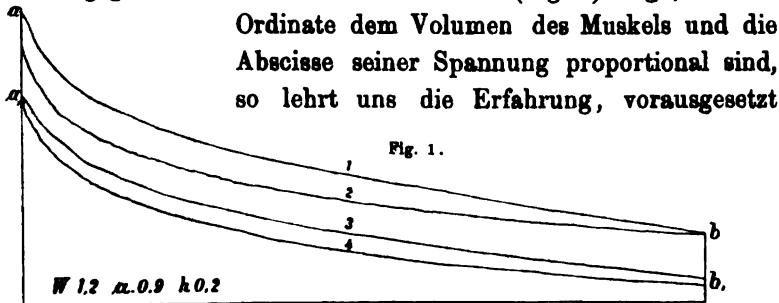 Ordinate dem Volumen des Muskels und die
Abscisse seiner Spannung proportional sind,
so lehrt uns die Erfahrung, vorausgesetzt
Fig. 1.
a
a,
1
2
3
4
b
b,
W 1,2 a.0.9 h 0,2